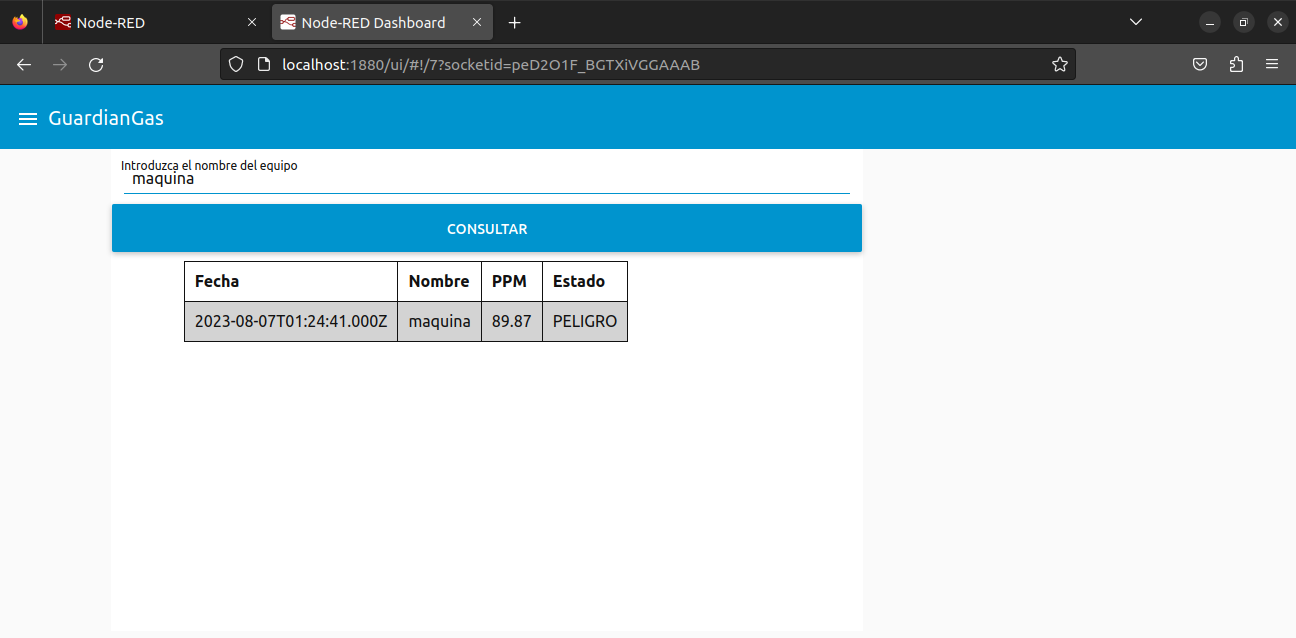 Node-RED
Node-RED Dashboard
localhost:1880/ui/#!/7?socketid=peD2O1F_BGTXiVGGAAAB
GuardianGas
Introduzca el nombre del equipo
maquina
CONSULTAR
Fecha Nombre PPM Estado
2023-08-07T01:24:41.000Z maquina 89.87 PELIGRO